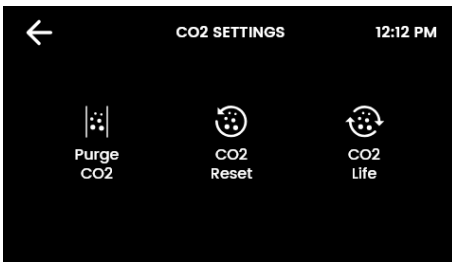 CO2 SETTINGS 12:12 PM
Purge
CO2
CO2
Reset
CO2
Life